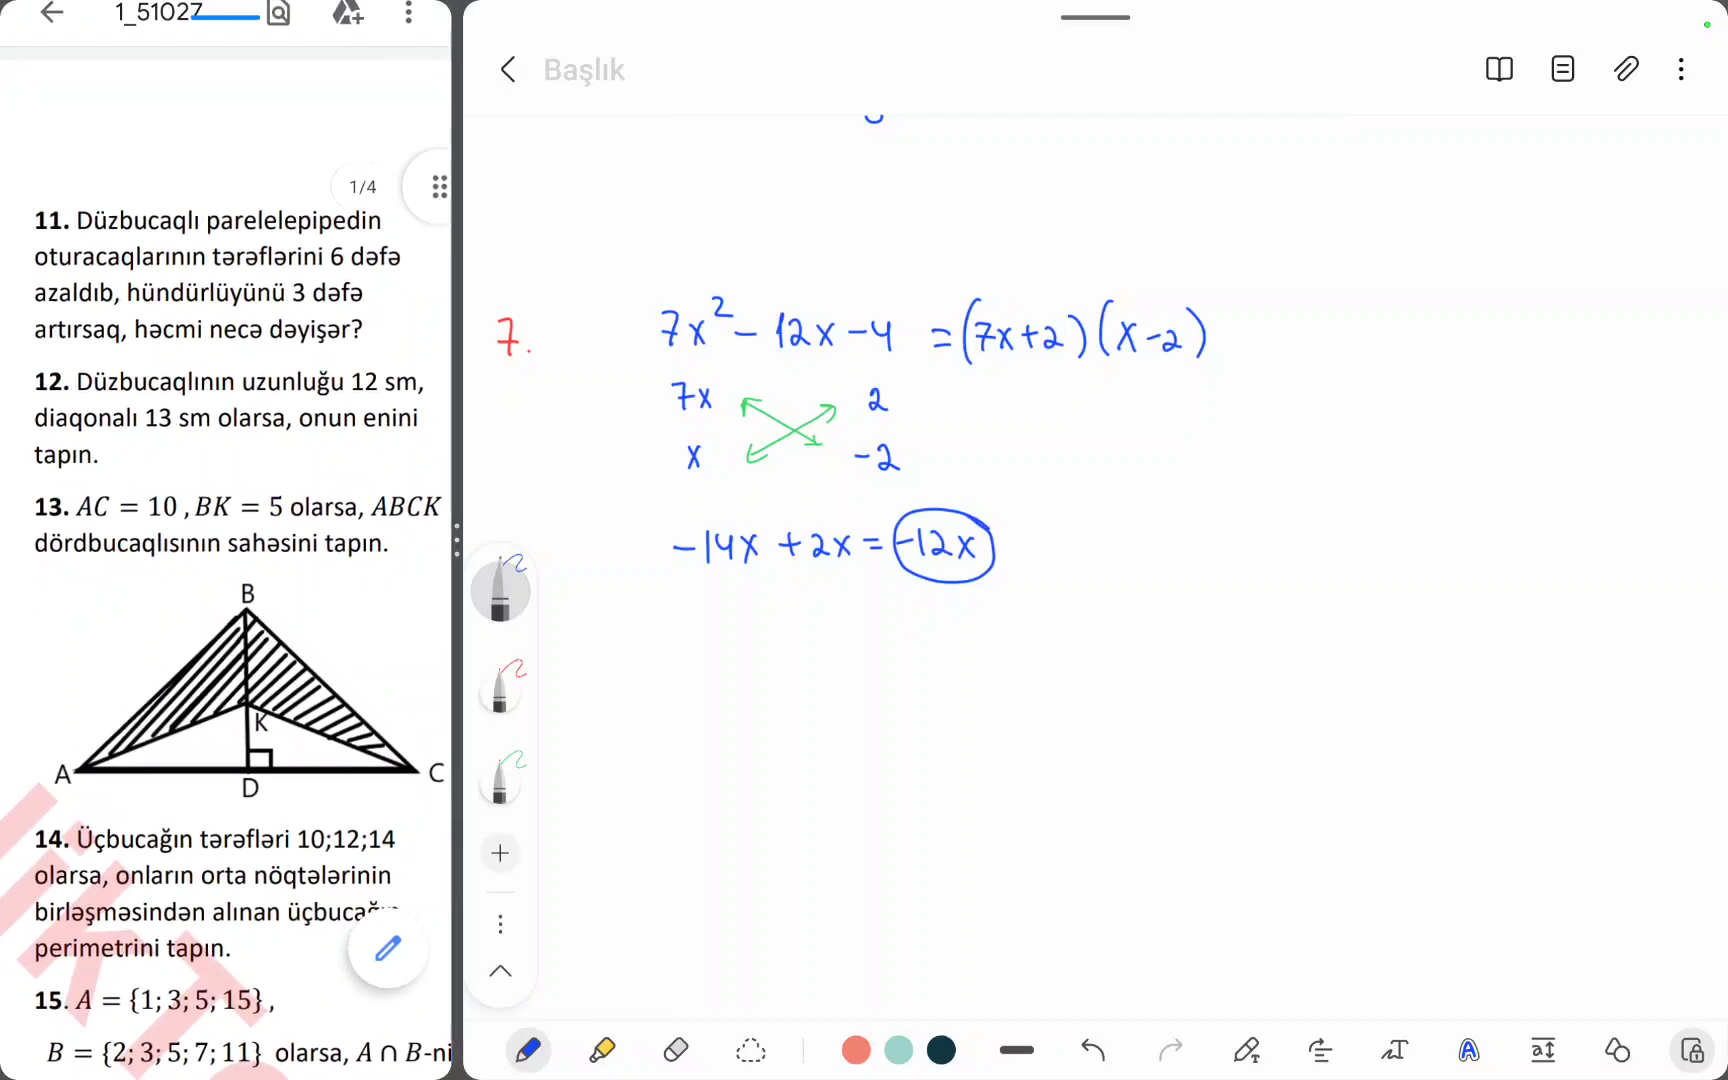 1_51027
Başlık
1/4
11. Düzbucaqlı parelelepipedin
oturacaqlarının tərəflərini 6 dəfə
azaldıb, hündürlüyünü 3 dəfə
artırsaq, həcmi necə dəyişər?
12. Düzbucaqlının uzunluğu 12 sm,
diaqonalı 13 sm olarsa, onun enini
tapın.
13. AC = 10 , BK = 5 olarsa, ABCK
dördbucaqlısının sahəsini tapın.
B
K
A
D
C
14. Üçbucağın tərəfləri 10;12;14
olarsa, onların orta nöqtələrinin
birləşməsindən alınan
perimetrini tapın.
15. A = {1; 3; 5; 15} ,
B = {2; 3; 5; 7; 11} olarsa, A ∩ B-ni
7.
7x² - 12x - 4 = (7x+2)(x-2)
7x 2
x -2
-14x + 2x = -12x